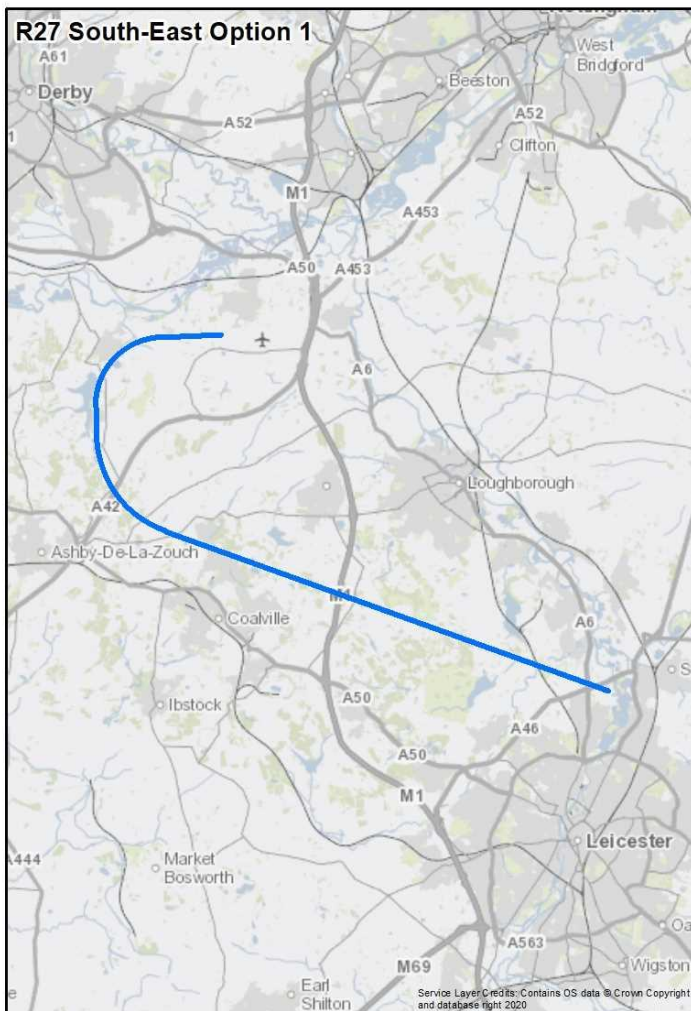 R27 South-East Option 1
A61
Derby
A52
Beeston
West
Bridgford
A52
Clifton
M1
A453
A50
A453
A6
Loughborough
A42
Ashby-De-La-Zouch
M1
Coalville
A6
Ibstock
A50
A46
A50
M1
Leicester
Market
Bosworth
A563
M69
Wigston
Earl
Shilton
Service Layer Credits: Contains OS data © Crown Copyright
and database right 2020